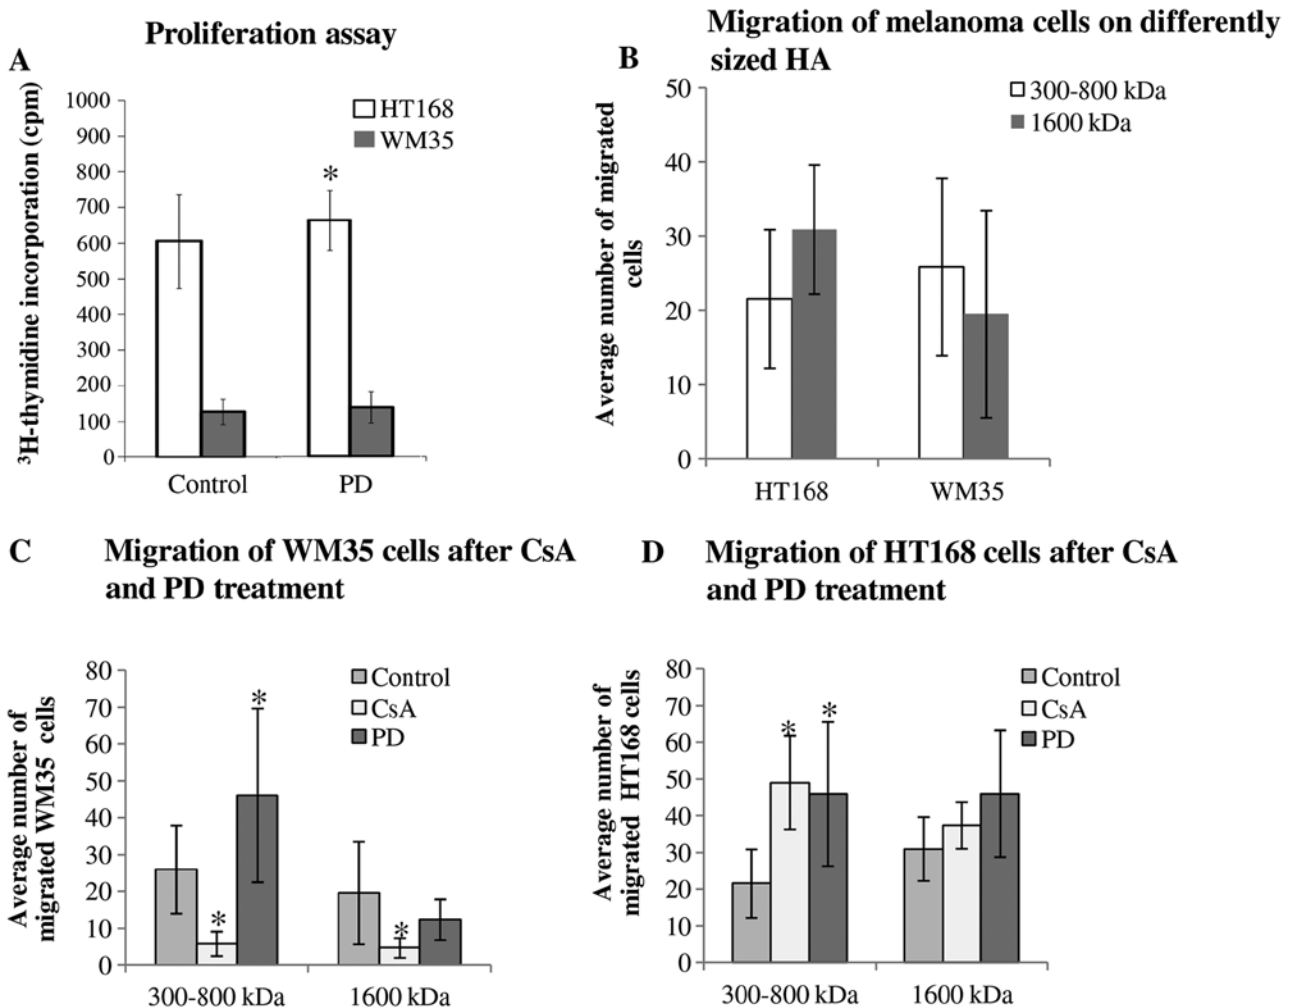 A
Proliferation assay
³H-thymidine incorporation (cpm)
1000
900
800
700
600
500
400
300
200
100
0
HT168
WM35
*
Control
PD
B
Migration of melanoma cells on differently
sized HA
Average number of migrated
cells
50
40
30
20
10
0
300-800 kDa
1600 kDa
HT168
WM35
C
Migration of WM35 cells after CsA
and PD treatment
Average number of
migrated WM35 cells
80
70
60
50
40
30
20
10
0
Control
CsA
PD
*
*
*
300-800 kDa
1600 kDa
D
Migration of HT168 cells after CsA
and PD treatment
Average number of
migrated HT168 cells
80
70
60
50
40
30
20
10
0
Control
CsA
PD
*
*
300-800 kDa
1600 kDa